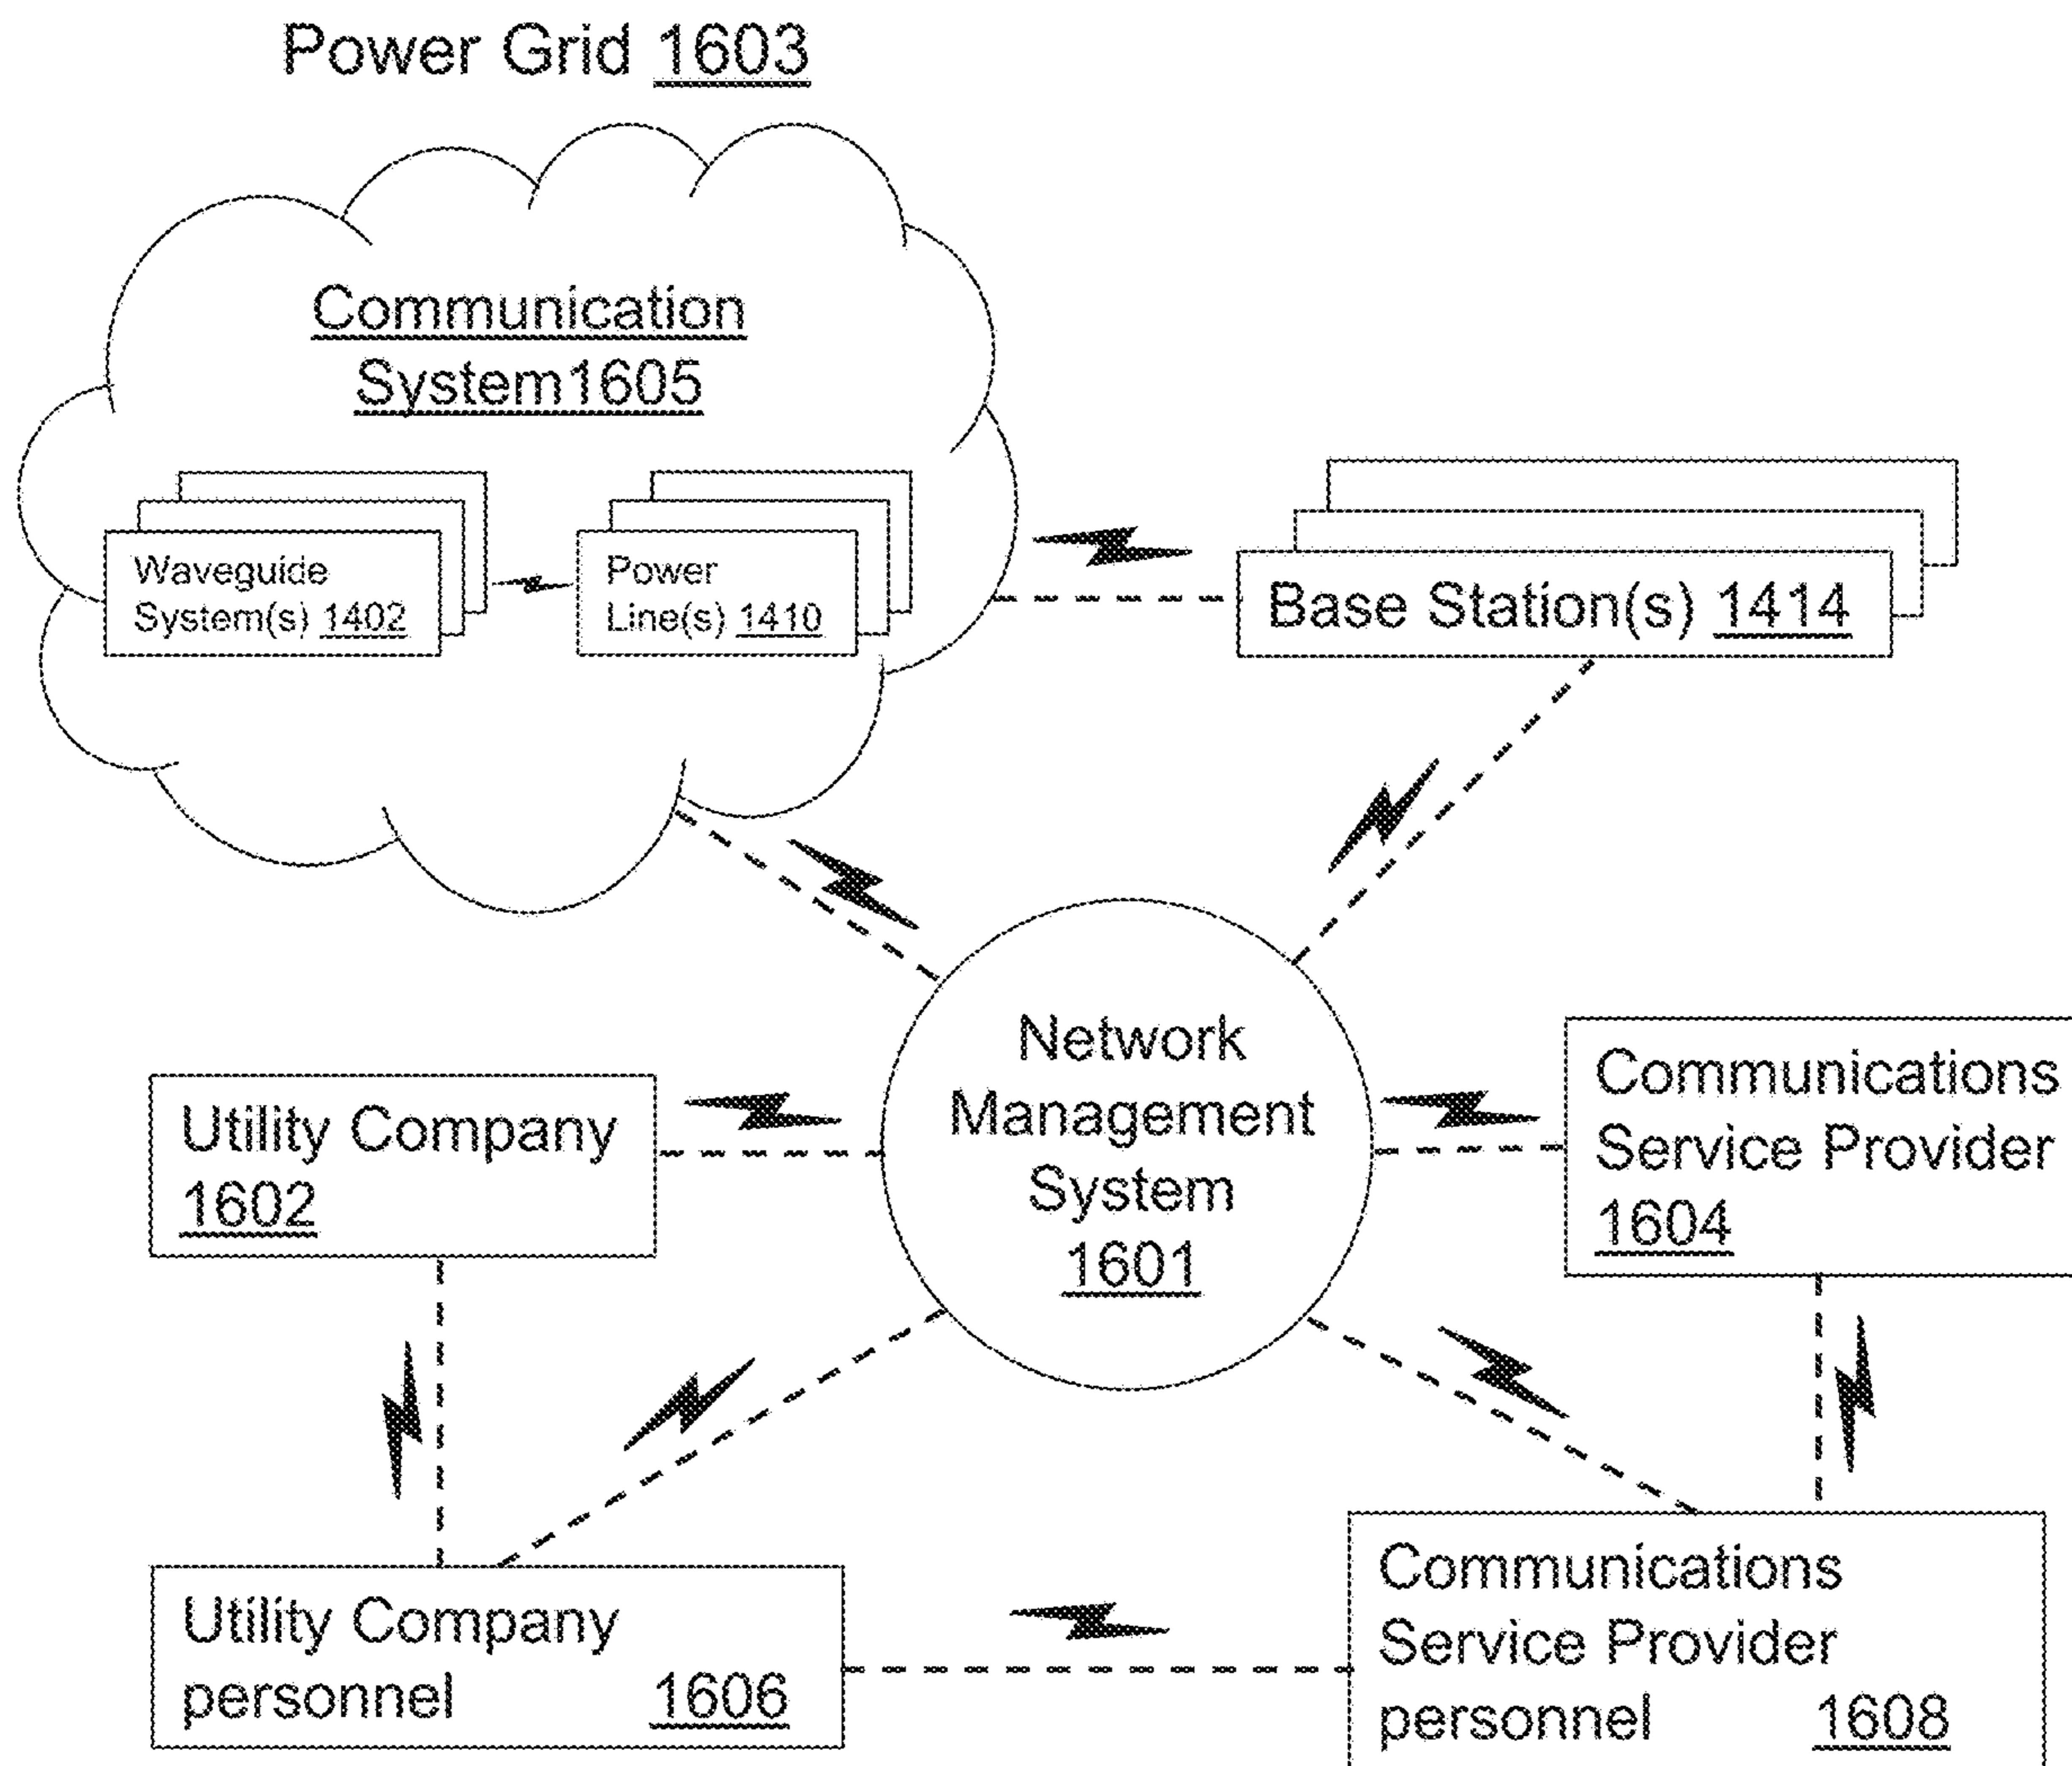 Power Grid 1603
Communication
System1605
Waveguide
System(s) 1402
Power
Line(s) 1410
Base Station(s) 1414
Network
Management
System
1601
Utility Company
1602
Communications
Service Provider
1604
Utility Company
personnel 1606
Communications
Service Provider
personnel 1608